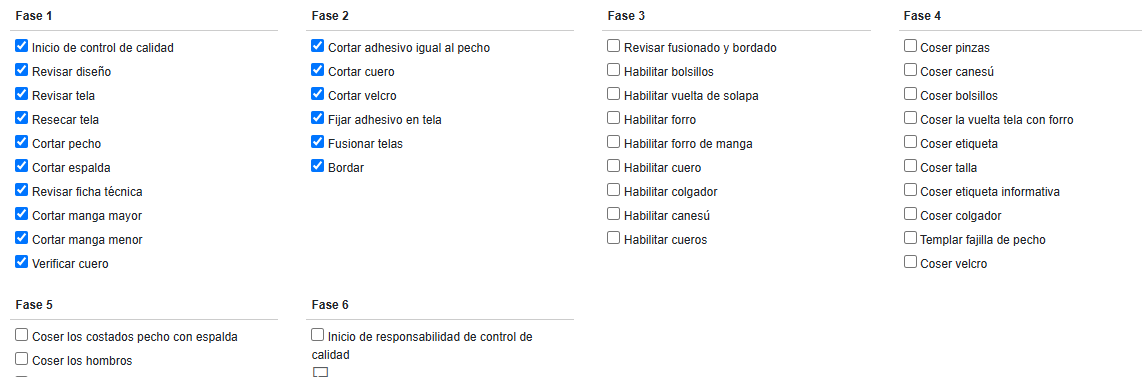 Fase 1
Inicio de control de calidad
Revisar diseño
Revisar tela
Resecar tela
Cortar pecho
Cortar espalda
Revisar ficha técnica
Cortar manga mayor
Cortar manga menor
Verificar cuero
Fase 2
Cortar adhesivo igual al pecho
Cortar cuero
Cortar velcro
Fijar adhesivo en tela
Fusionar telas
Bordar
Fase 3
Revisar fusionado y bordado
Habilitar bolsillos
Habilitar vuelta de solapa
Habilitar forro
Habilitar forro de manga
Habilitar cuero
Habilitar colgador
Habilitar canesú
Habilitar cueros
Fase 4
Coser pinzas
Coser canesú
Coser bolsillos
Coser la vuelta tela con forro
Coser etiqueta
Coser talla
Coser etiqueta informativa
Coser colgador
Templar fajilla de pecho
Coser velcro
Fase 5
Coser los costados pecho con espalda
Coser los hombros
Fase 6
Inicio de responsabilidad de control de
calidad